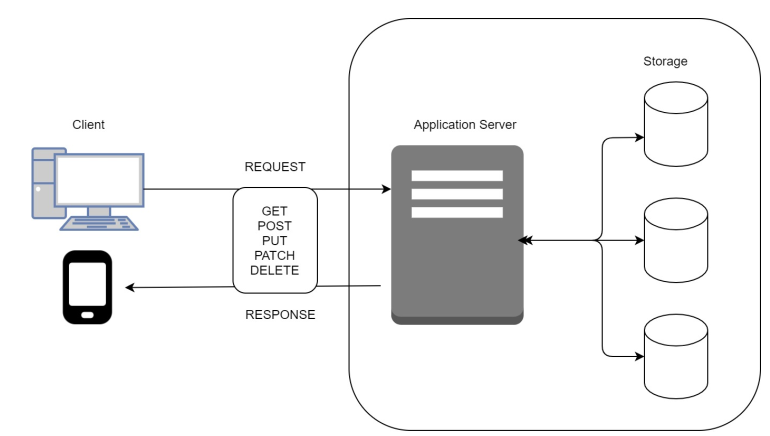 Storage
Client
Application Server
REQUEST
GET
POST
PUT
PATCH
DELETE
RESPONSE